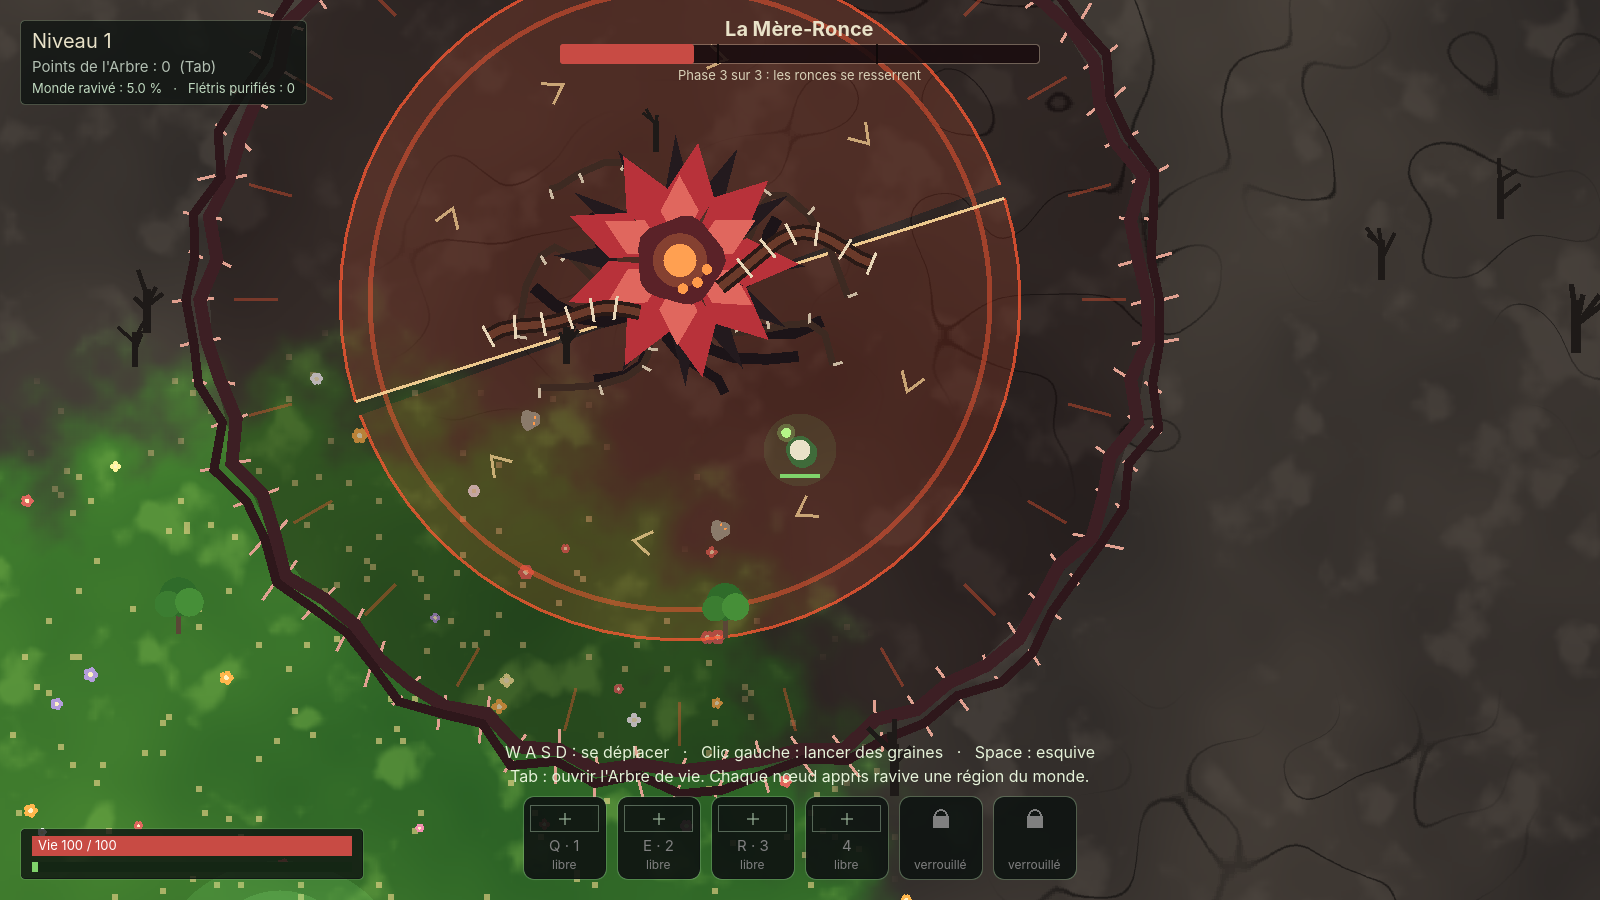 Niveau 1
Points de l'Arbre : 0 (Tab)
Monde ravivé : 5.0 % · Flétris purifiés : 0
La Mère-Ronce
Phase 3 sur 3 : les ronces se resserrent
W A S D : se déplacer · Clic gauche : lancer des graines · Space : esquive
Tab : ouvrir l'Arbre de vie. Chaque nœud appris ravive une région du monde.
Vie 100 / 100
Q · 1
libre
E · 2
libre
R · 3
libre
4
libre
verrouillé
verrouillé